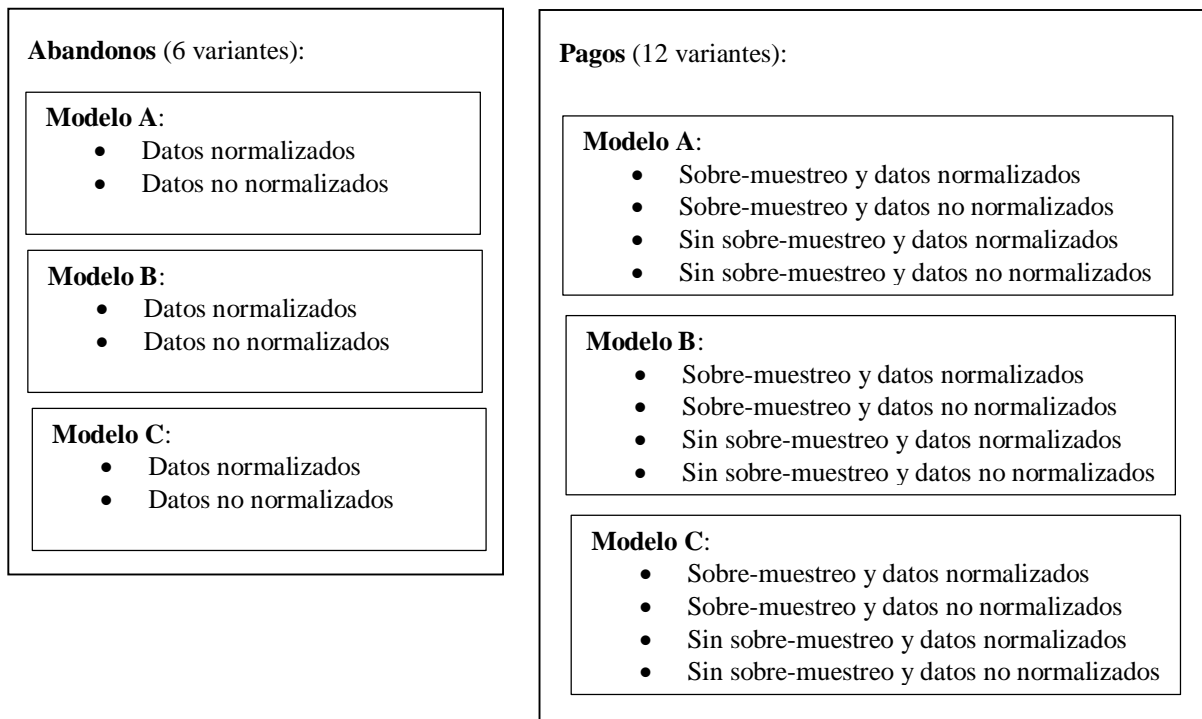 Abandonos (6 variantes):
Modelo A:
• Datos normalizados
• Datos no normalizados
Modelo B:
• Datos normalizados
• Datos no normalizados
Modelo C:
• Datos normalizados
• Datos no normalizados
Pagos (12 variantes):
Modelo A:
• Sobre-muestreo y datos normalizados
• Sobre-muestreo y datos no normalizados
• Sin sobre-muestreo y datos normalizados
• Sin sobre-muestreo y datos no normalizados
Modelo B:
• Sobre-muestreo y datos normalizados
• Sobre-muestreo y datos no normalizados
• Sin sobre-muestreo y datos normalizados
• Sin sobre-muestreo y datos no normalizados
Modelo C:
• Sobre-muestreo y datos normalizados
• Sobre-muestreo y datos no normalizados
• Sin sobre-muestreo y datos normalizados
• Sin sobre-muestreo y datos no normalizados